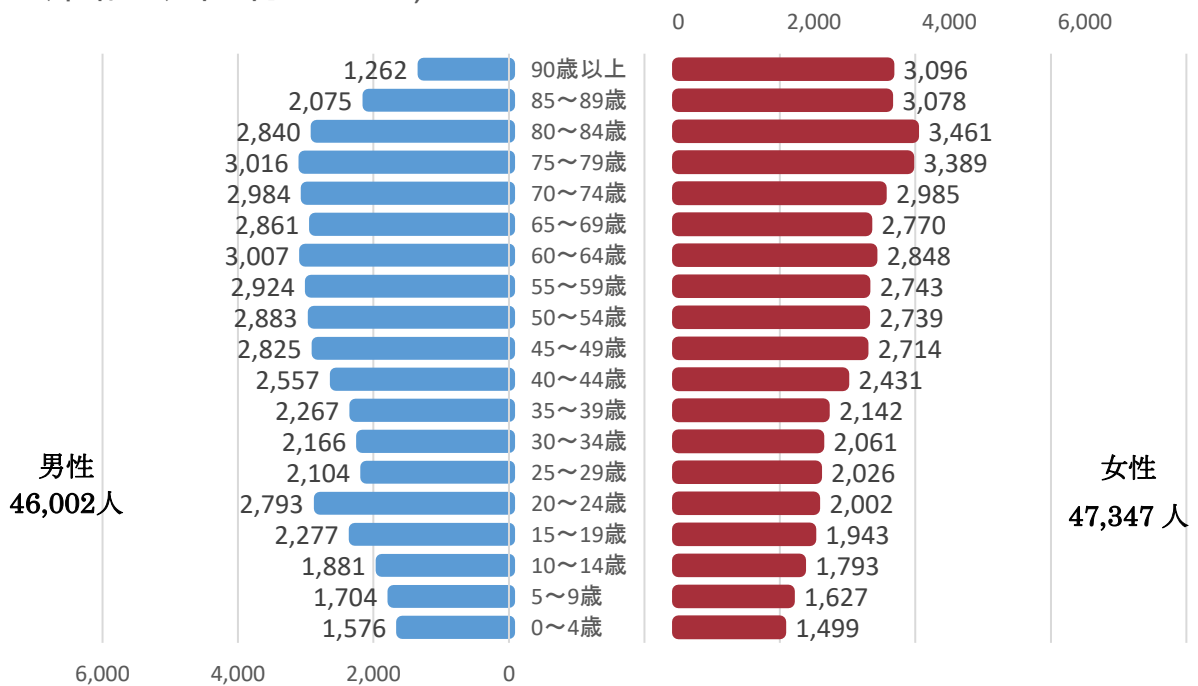 0 2,000 4,000 6,000
1,262 90歳以上 3,096
2,075 85～89歳 3,078
2,840 80～84歳 3,461
3,016 75～79歳 3,389
2,984 70～74歳 2,985
2,861 65～69歳 2,770
3,007 60～64歳 2,848
2,924 55～59歳 2,743
2,883 50～54歳 2,739
2,825 45～49歳 2,714
2,557 40～44歳 2,431
2,267 35～39歳 2,142
2,166 30～34歳 2,061
男性 2,104 25～29歳 2,026 女性
46,002人 2,793 20～24歳 2,002 47,347 人
2,277 15～19歳 1,943
1,881 10～14歳 1,793
1,704 5～9歳 1,627
1,576 0～4歳 1,499
6,000 4,000 2,000 0